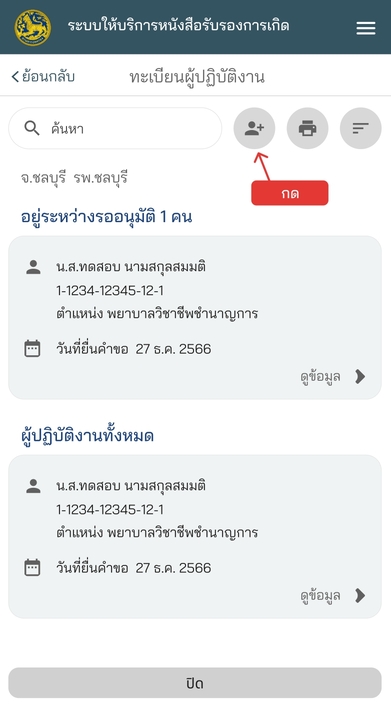 ระบบให้บริการหนังสือรับรองการเกิด
ย้อนกลับ ทะเบียนผู้ปฏิบัติงาน
ค้นหา
จ.ชลบุรี รพ.ชลบุรี
กด
อยู่ระหว่างรออนุมัติ 1 คน
น.ส.ทดสอบ นามสกุลสมมติ
1-1234-12345-12-1
ตำแหน่ง พยาบาลวิชาชีพชำนาญการ
วันที่ยื่นคำขอ 27 ธ.ค. 2566
ดูข้อมูล
ผู้ปฏิบัติงานทั้งหมด
น.ส.ทดสอบ นามสกุลสมมติ
1-1234-12345-12-1
ตำแหน่ง พยาบาลวิชาชีพชำนาญการ
วันที่ยื่นคำขอ 27 ธ.ค. 2566
ดูข้อมูล
ปิด